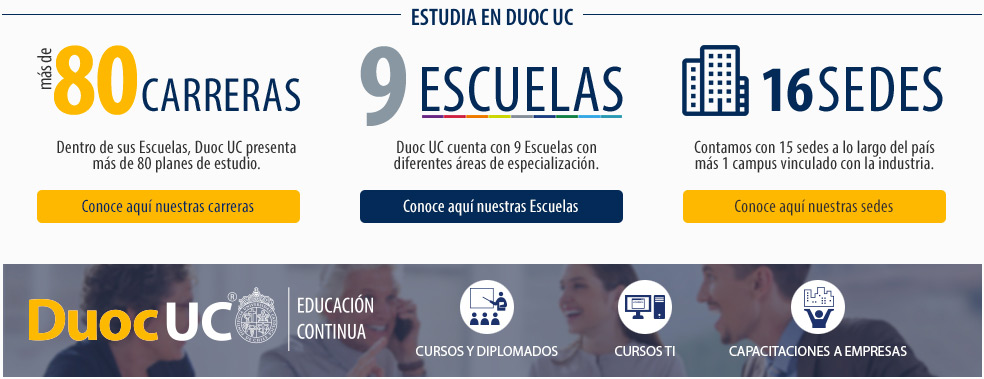 ESTUDIA EN DUOC UC
más de
80 CARRERAS
Dentro de sus Escuelas, Duoc UC presenta
más de 80 planes de estudio.
Conoce aquí nuestras carreras
9 ESCUELAS
Duoc UC cuenta con 9 Escuelas con
diferentes áreas de especialización.
Conoce aquí nuestras Escuelas
16 SEDES
Contamos con 15 sedes a lo largo del país
más 1 campus vinculado con la industria.
Conoce aquí nuestras sedes
Duoc UC®
EDUCACIÓN
CONTINUA
CURSOS Y DIPLOMADOS
CURSOS TI
CAPACITACIONES A EMPRESAS